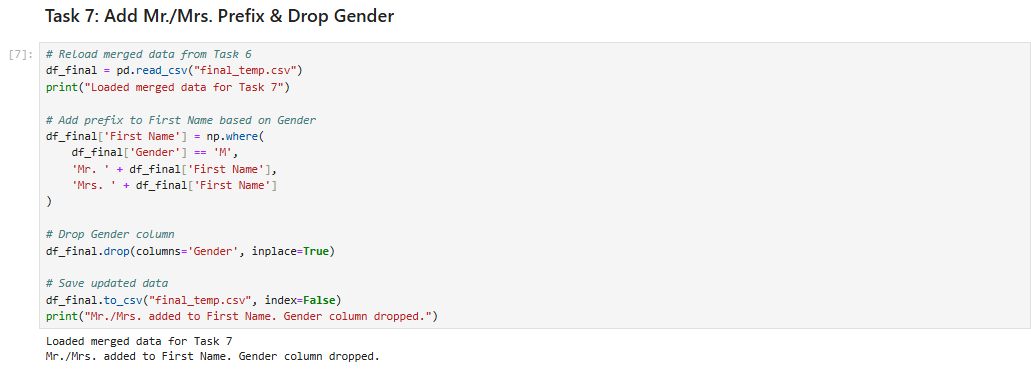 Task 7: Add Mr./Mrs. Prefix & Drop Gender
[7]:
# Reload merged data from Task 6
df_final = pd.read_csv("final_temp.csv")
print("Loaded merged data for Task 7")
# Add prefix to First Name based on Gender
df_final['First Name'] = np.where(
df_final['Gender'] == 'M',
'Mr. ' + df_final['First Name'],
'Mrs. ' + df_final['First Name']
)
# Drop Gender column
df_final.drop(columns='Gender', inplace=True)
# Save updated data
df_final.to_csv("final_temp.csv", index=False)
print("Mr./Mrs. added to First Name. Gender column dropped.")
Loaded merged data for Task 7
Mr./Mrs. added to First Name. Gender column dropped.